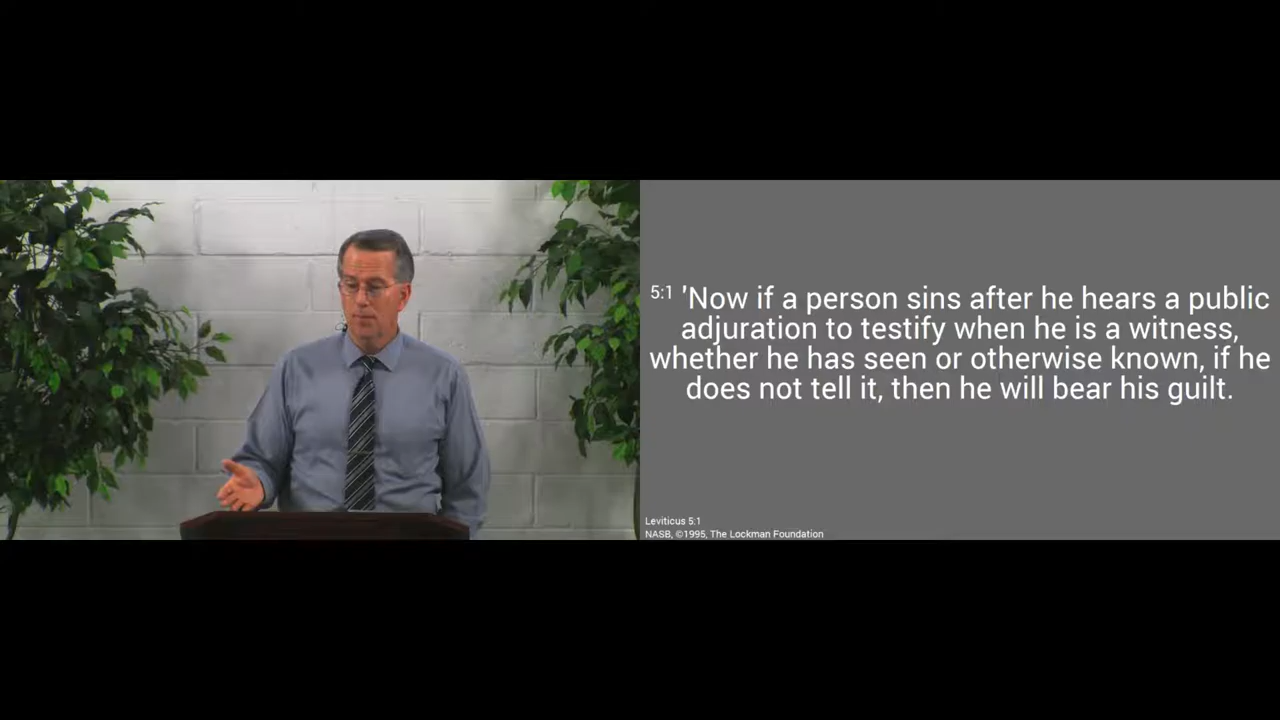 5:1 'Now if a person sins after he hears a public
adjuration to testify when he is a witness,
whether he has seen or otherwise known, if he
does not tell it, then he will bear his guilt.
Leviticus 5:1
NASB, ©1995, The Lockman Foundation